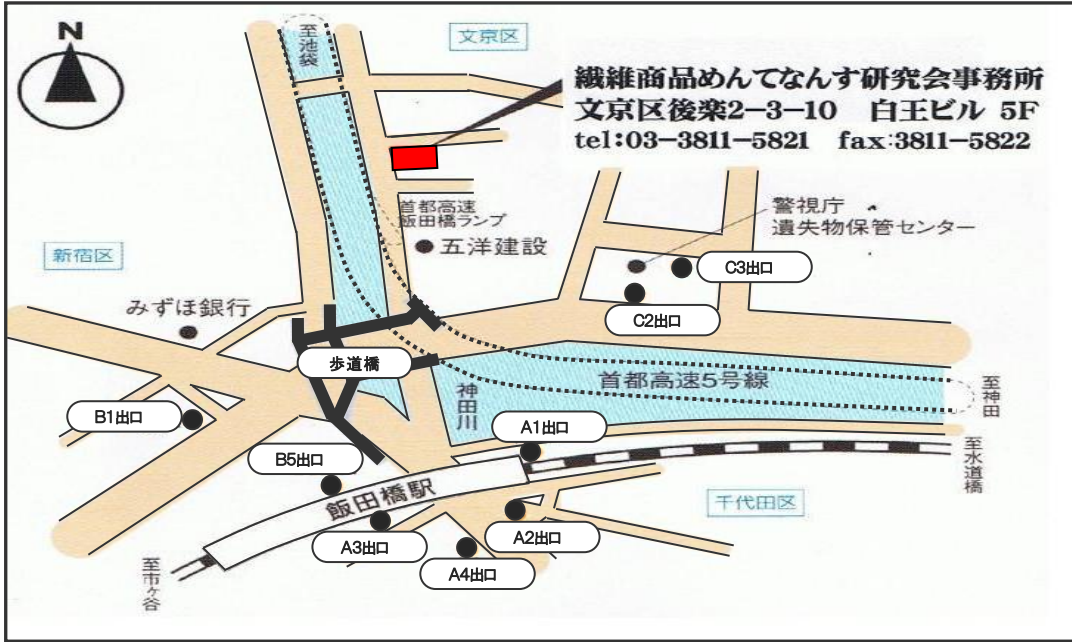 N
至池袋
文京区
繊維商品めんてなんす研究会事務所
文京区後楽2-3-10 白王ビル 5F
tel:03-3811-5821 fax:3811-5822
首都高速
飯田橋ランプ
五洋建設
警視庁
遺失物保管センター
新宿区
C3出口
みずほ銀行
C2出口
歩道橋
首都高速5号線
至神田
神田川
B1出口
A1出口
至水道橋
B5出口
飯田橋駅
千代田区
A2出口
A3出口
A4出口
至市ヶ谷